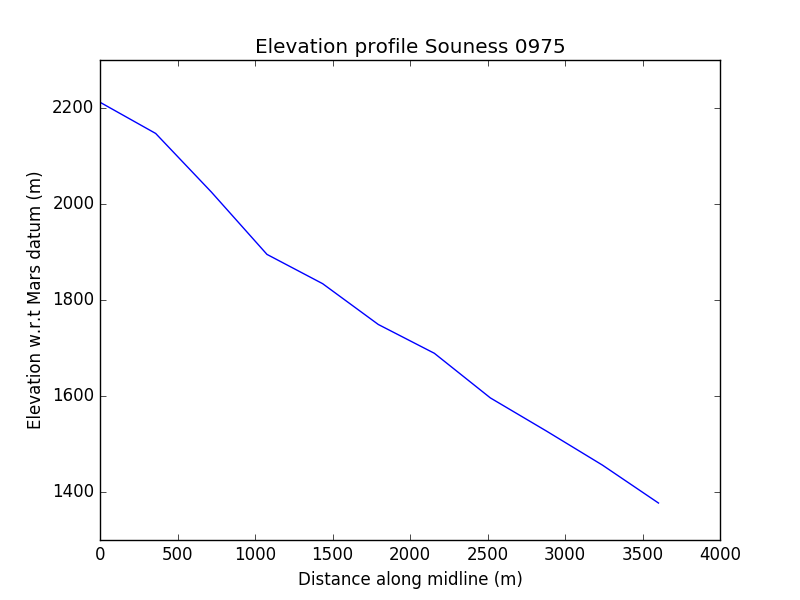 Elevation profile Souness 0975
Elevation w.r.t Mars datum (m)
2200
2000
1800
1600
1400
0 500 1000 1500 2000 2500 3000 3500 4000
Distance along midline (m)